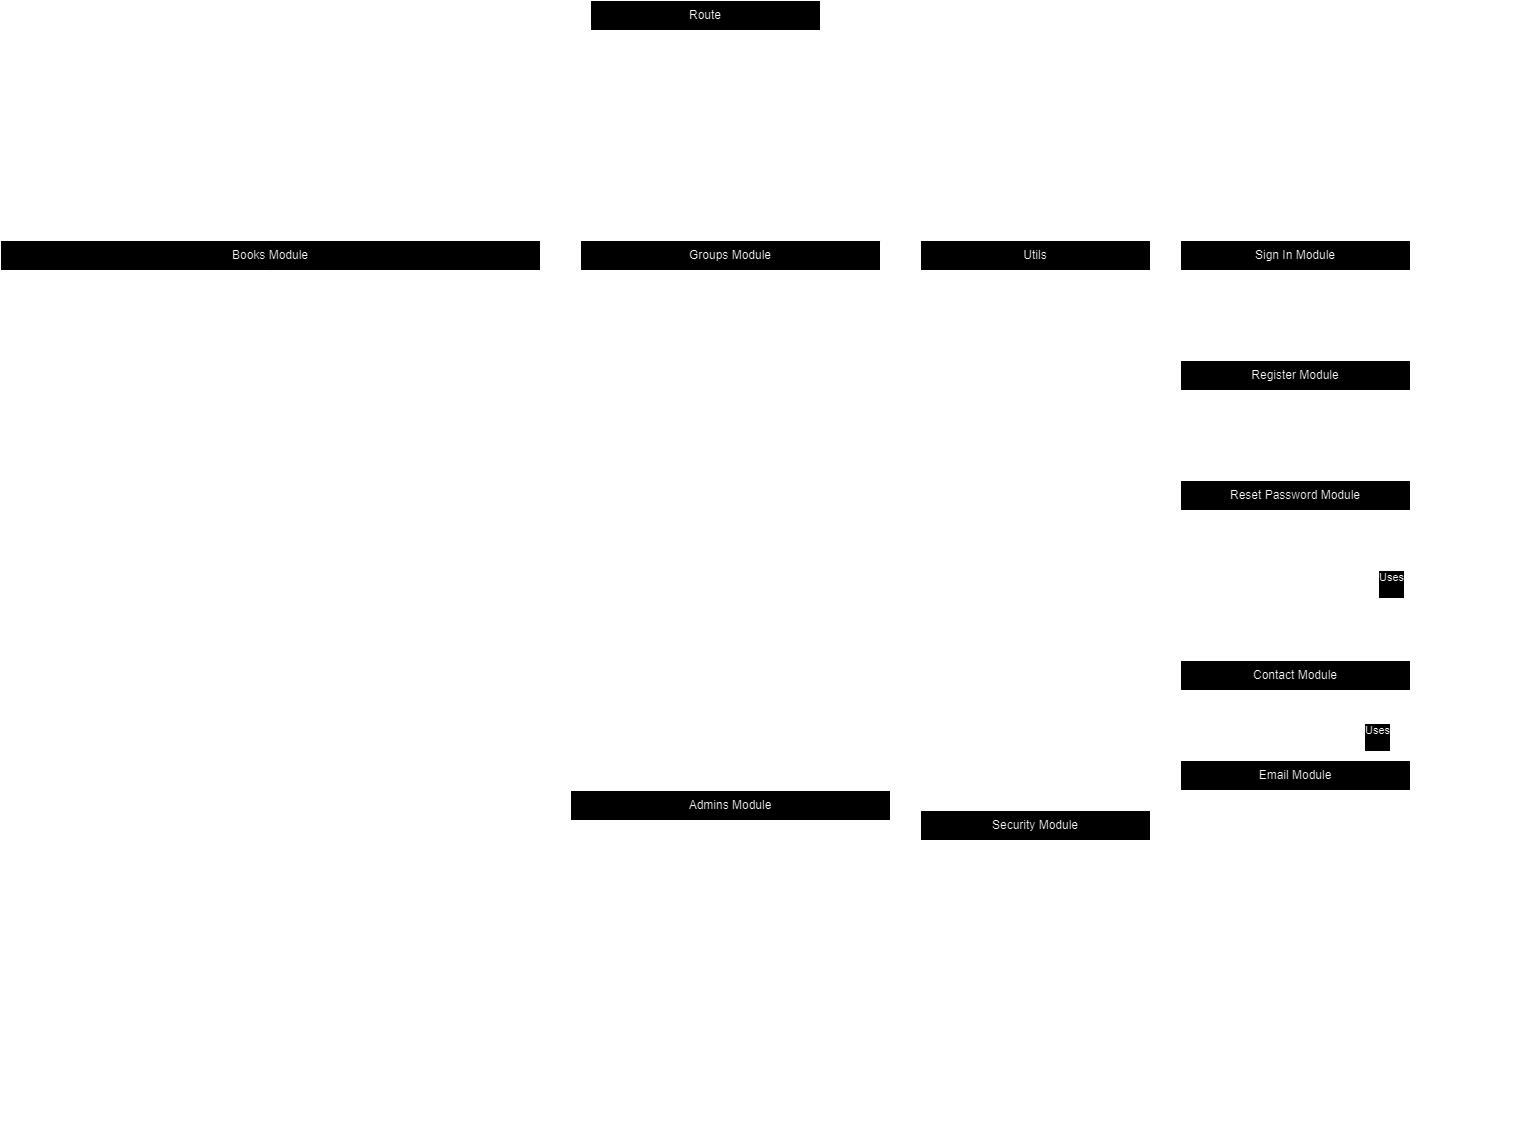 Route
Books Module
Groups Module
Utils
Sign In Module
Register Module
Reset Password Module
Uses
Contact Module
Uses
Email Module
Admins Module
Security Module